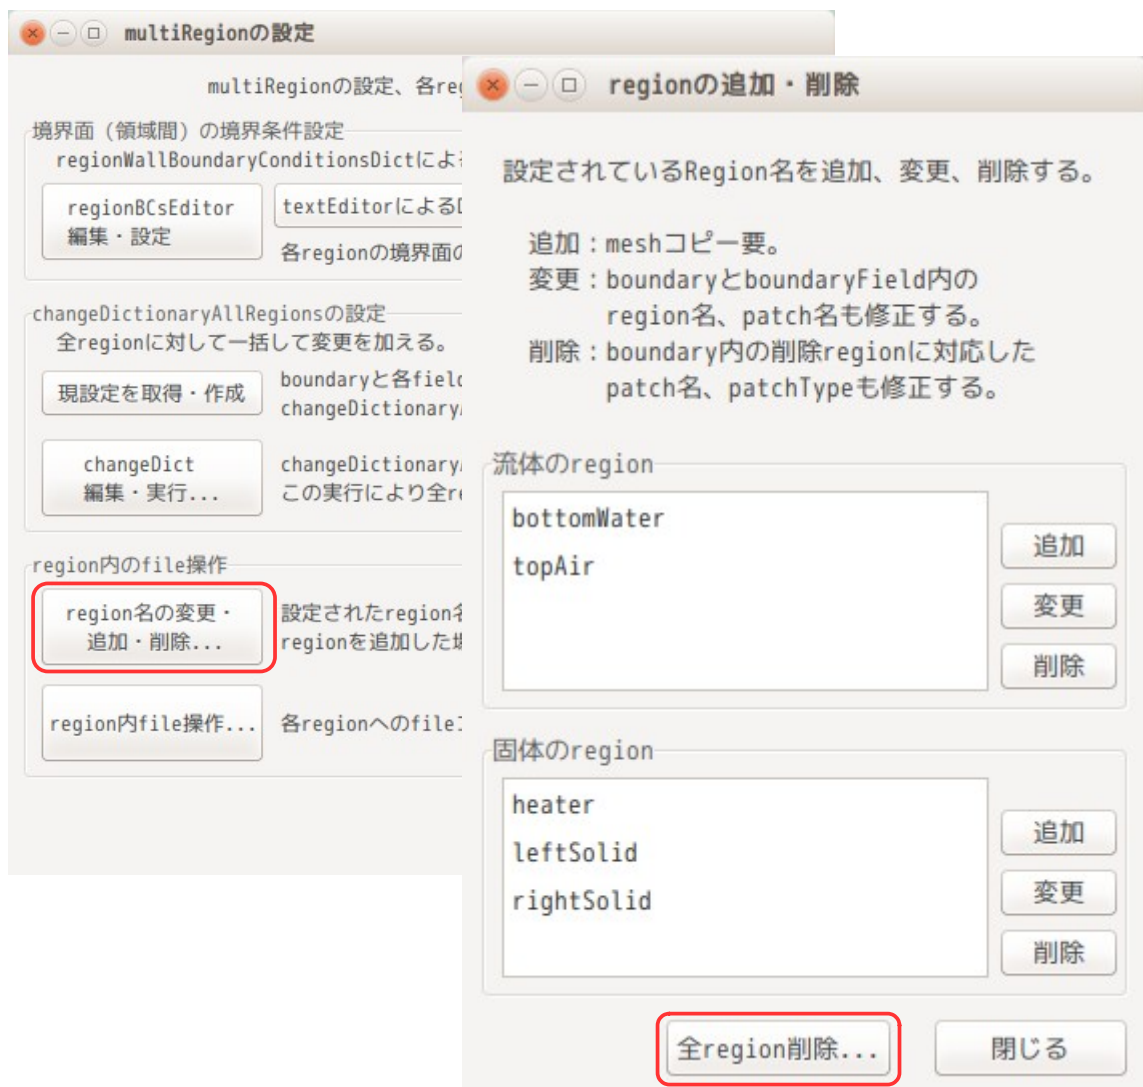 multiRegionの設定
multiRegionの設定、各reg
境界面（領域間）の境界条件設定
regionWallBoundaryConditionsDictによる
regionBCsEditor
編集・設定
textEditorによるD
各regionの境界面の
changeDictionaryAllRegionsの設定
全regionに対して一括して変更を加える。
現設定を取得・作成
boundaryと各field
changeDictionaryA
changeDict
編集・実行...
changeDictionaryA
この実行により全re
region内のfile操作
region名の変更・
追加・削除...
設定されたregion名
regionを追加した場
region内file操作...
各regionへのfileコ
regionの追加・削除
設定されているRegion名を追加、変更、削除する。
追加：meshコピー要。
変更：boundaryとboundaryField内の
region名、patch名も修正する。
削除：boundary内の削除regionに対応した
patch名、patchTypeも修正する。
流体のregion
bottomWater
topAir
追加
変更
削除
固体のregion
heater
leftSolid
rightSolid
追加
変更
削除
全region削除...
閉じる